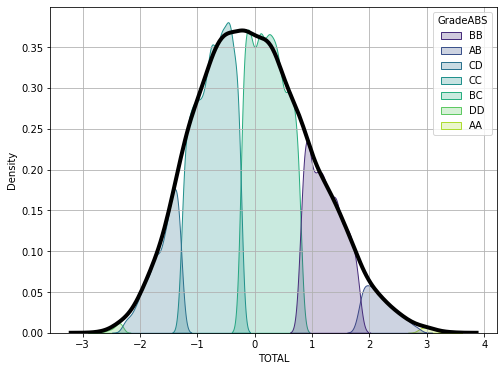 GradeABS
BB
AB
CD
CC
BC
DD
AA
0.35
0.30
0.25
0.20
0.15
0.10
0.05
0.00
Density
−3 −2 −1 0 1 2 3 4
TOTAL